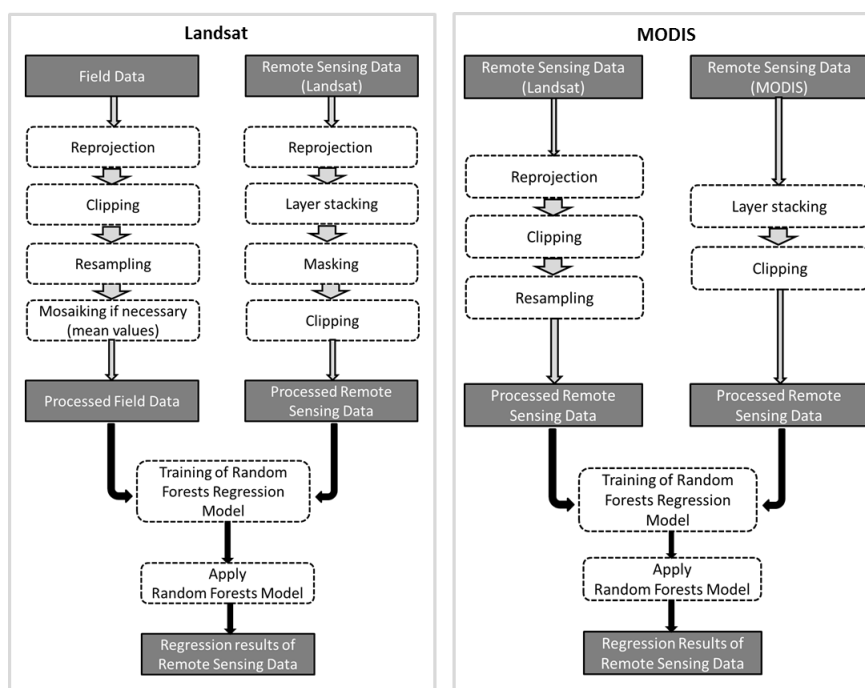 Landsat
Field Data
Remote Sensing Data
(Landsat)
Reprojection
Clipping
Resampling
Mosaiking if necessary
(mean values)
Reprojection
Layer stacking
Masking
Clipping
Processed Field Data
Processed Remote
Sensing Data
Training of Random
Forests Regression
Model
Apply
Random Forests Model
Regression results of
Remote Sensing Data
MODIS
Remote Sensing Data
(Landsat)
Remote Sensing Data
(MODIS)
Reprojection
Clipping
Resampling
Layer stacking
Clipping
Processed Remote
Sensing Data
Processed Remote
Sensing Data
Training of Random
Forests Regression
Model
Apply
Random Forests Model
Regression Results of
Remote Sensing Data